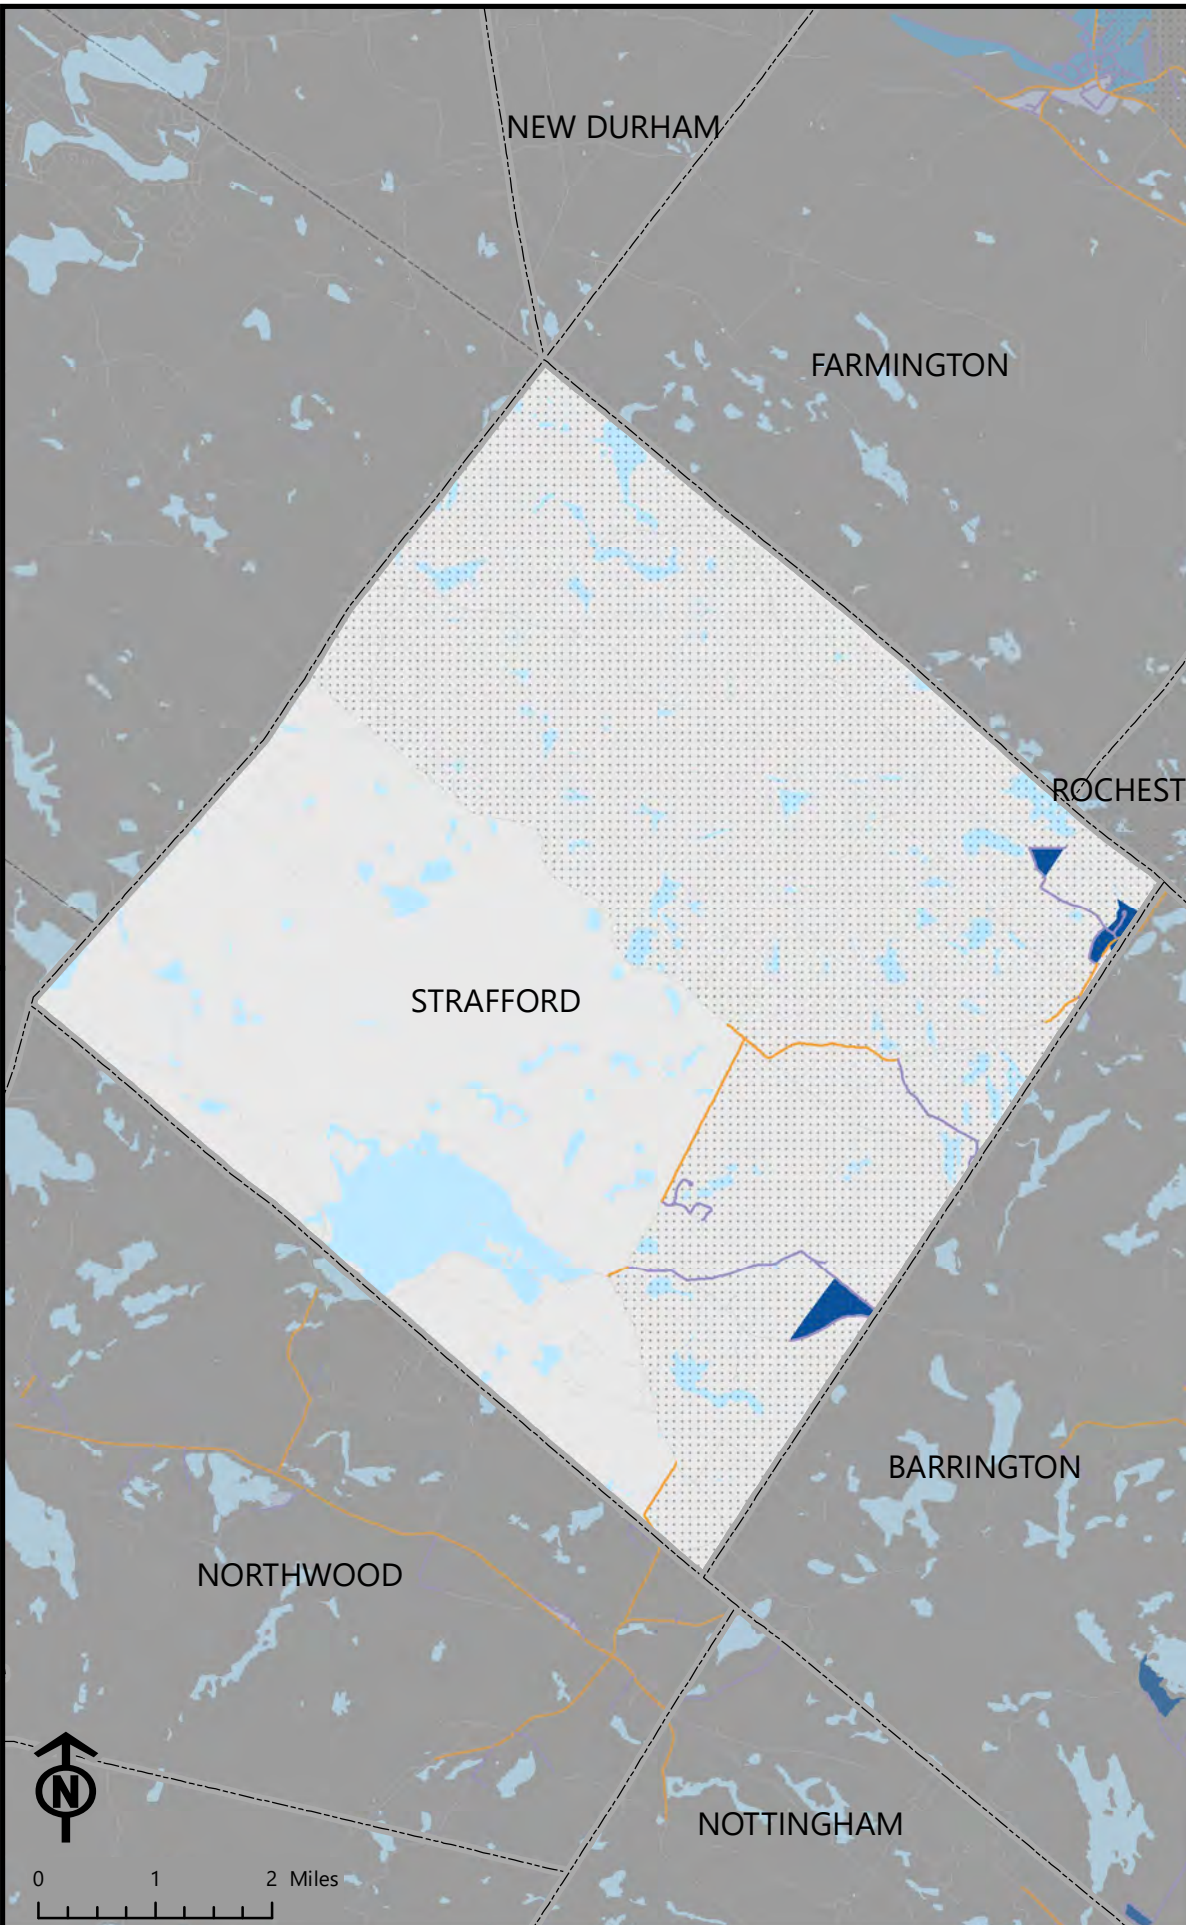 NEW DURHAM
FARMINGTON
ROCHEST
STRAFFORD
BARRINGTON
NORTHWOOD
N
NOTTINGHAM
0 1 2 Miles